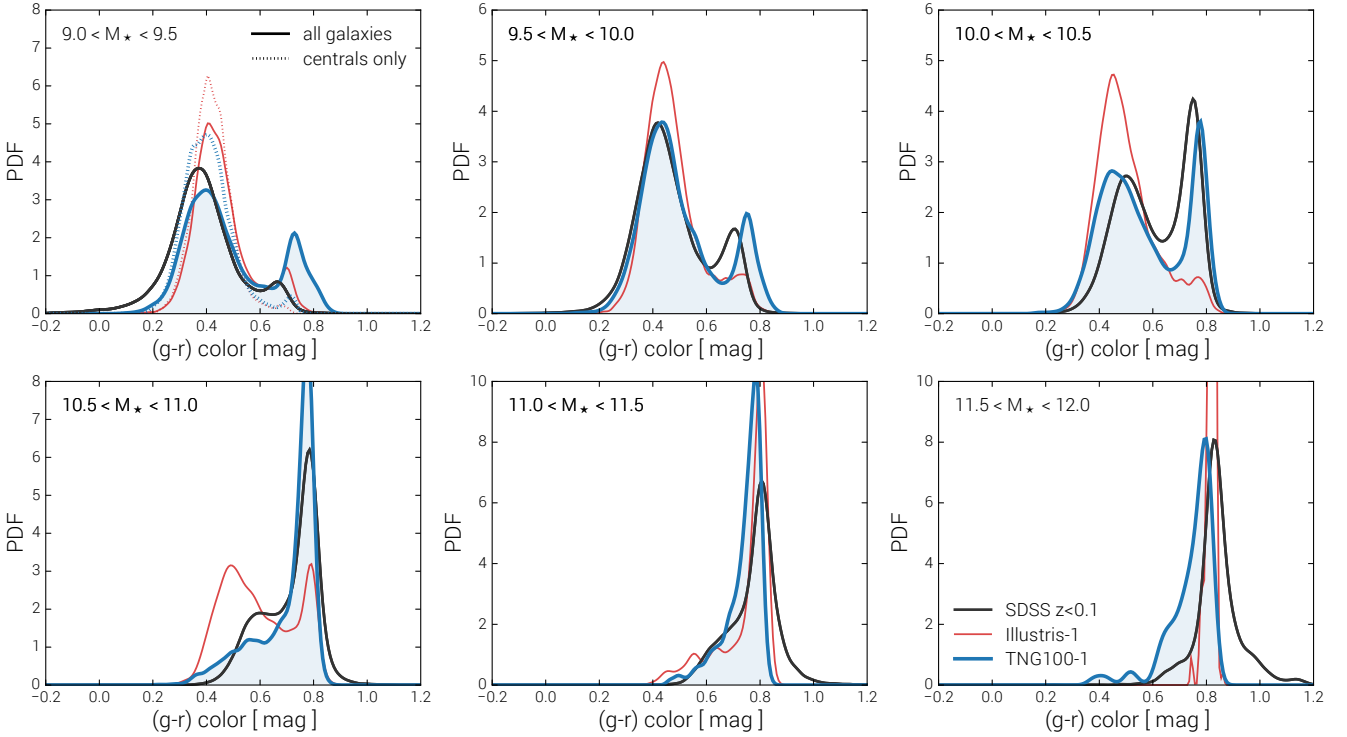 9.0 < M⋆ < 9.5
all galaxies
centrals only
PDF
8
7
6
5
4
3
2
1
0
−0.2 0.0 0.2 0.4 0.6 0.8 1.0 1.2
(g-r) color [ mag ]
9.5 < M⋆ < 10.0
PDF
6
5
4
3
2
1
0
−0.2 0.0 0.2 0.4 0.6 0.8 1.0 1.2
(g-r) color [ mag ]
10.0 < M⋆ < 10.5
PDF
6
5
4
3
2
1
0
−0.2 0.0 0.2 0.4 0.6 0.8 1.0 1.2
(g-r) color [ mag ]
10.5 < M⋆ < 11.0
PDF
8
7
6
5
4
3
2
1
0
−0.2 0.0 0.2 0.4 0.6 0.8 1.0 1.2
(g-r) color [ mag ]
11.0 < M⋆ < 11.5
PDF
10
8
6
4
2
0
−0.2 0.0 0.2 0.4 0.6 0.8 1.0 1.2
(g-r) color [ mag ]
11.5 < M⋆ < 12.0
PDF
10
8
6
4
2
0
SDSS z<0.1
Illustris-1
TNG100-1
−0.2 0.0 0.2 0.4 0.6 0.8 1.0 1.2
(g-r) color [ mag ]